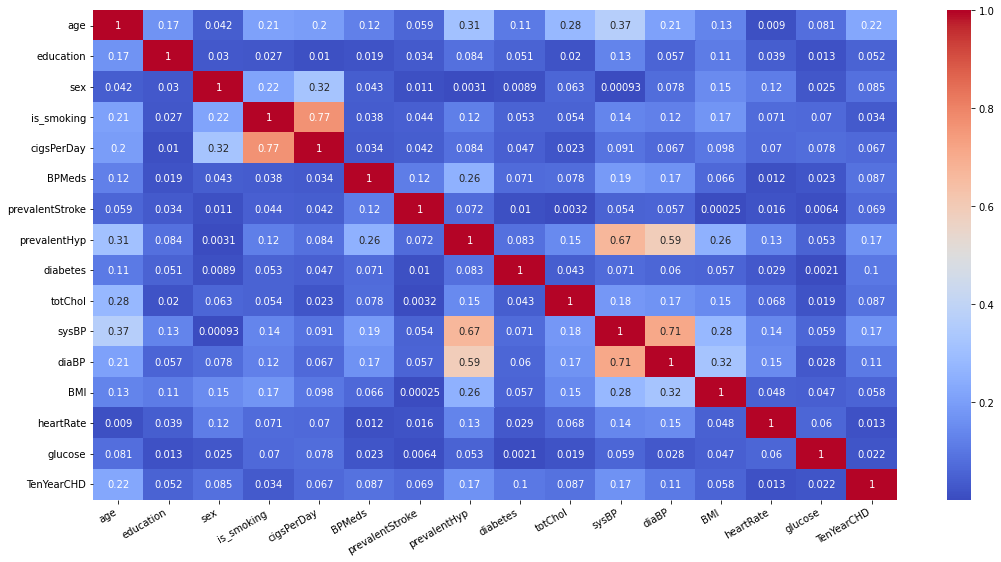 age 1 0.17 0.042 0.21 0.2 0.12 0.059 0.31 0.11 0.28 0.37 0.21 0.13 0.009 0.081 0.22
education 0.17 1 0.03 0.027 0.01 0.019 0.034 0.084 0.051 0.02 0.13 0.057 0.11 0.039 0.013 0.052
sex 0.042 0.03 1 0.22 0.32 0.043 0.011 0.0031 0.0089 0.063 0.00093 0.078 0.15 0.12 0.025 0.085
is_smoking 0.21 0.027 0.22 1 0.77 0.038 0.044 0.12 0.053 0.054 0.14 0.12 0.17 0.071 0.07 0.034
cigsPerDay 0.2 0.01 0.32 0.77 1 0.034 0.042 0.084 0.047 0.023 0.091 0.067 0.098 0.07 0.078 0.067
BPMeds 0.12 0.019 0.043 0.038 0.034 1 0.12 0.26 0.071 0.078 0.19 0.17 0.066 0.012 0.023 0.087
prevalentStroke 0.059 0.034 0.011 0.044 0.042 0.12 1 0.072 0.01 0.0032 0.054 0.057 0.00025 0.016 0.0064 0.069
prevalentHyp 0.31 0.084 0.0031 0.12 0.084 0.26 0.072 1 0.083 0.15 0.67 0.59 0.26 0.13 0.053 0.17
diabetes 0.11 0.051 0.0089 0.053 0.047 0.071 0.01 0.083 1 0.043 0.071 0.06 0.057 0.029 0.0021 0.1
totChol 0.28 0.02 0.063 0.054 0.023 0.078 0.0032 0.15 0.043 1 0.18 0.17 0.15 0.068 0.019 0.087
sysBP 0.37 0.13 0.00093 0.14 0.091 0.19 0.054 0.67 0.071 0.18 1 0.71 0.28 0.14 0.059 0.17
diaBP 0.21 0.057 0.078 0.12 0.067 0.17 0.057 0.59 0.06 0.17 0.71 1 0.32 0.15 0.028 0.11
BMI 0.13 0.11 0.15 0.17 0.098 0.066 0.00025 0.26 0.057 0.15 0.28 0.32 1 0.048 0.047 0.058
heartRate 0.009 0.039 0.12 0.071 0.07 0.012 0.016 0.13 0.029 0.068 0.14 0.15 0.048 1 0.06 0.013
glucose 0.081 0.013 0.025 0.07 0.078 0.023 0.0064 0.053 0.0021 0.019 0.059 0.028 0.047 0.06 1 0.022
TenYearCHD 0.22 0.052 0.085 0.034 0.067 0.087 0.069 0.17 0.1 0.087 0.17 0.11 0.058 0.013 0.022 1
age education sex is_smoking cigsPerDay BPMeds prevalentStroke prevalentHyp diabetes totChol sysBP diaBP BMI heartRate glucose TenYearCHD
1.0
0.8
0.6
0.4
0.2